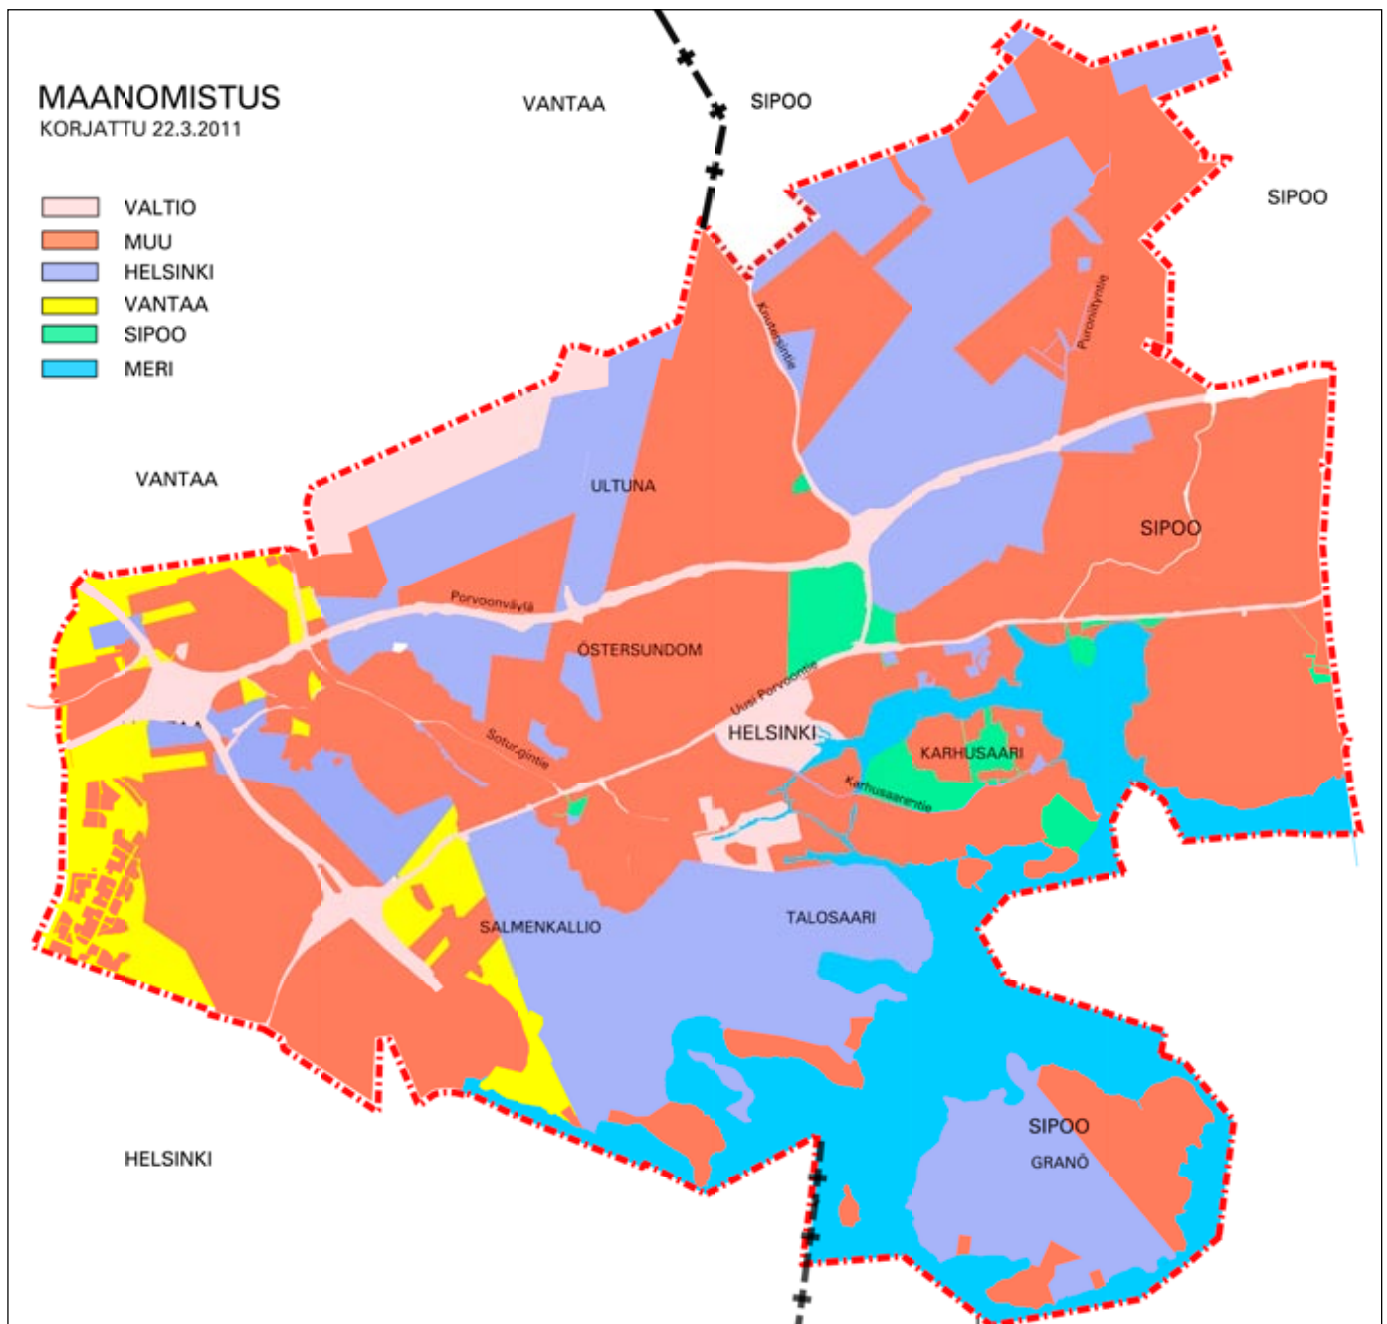 MAANOMISTUS
KORJATTU 22.3.2011
VALTIO
MUU
HELSINKI
VANTAA
SIPOO
MERI
VANTAA
SIPOO
SIPOO
VANTAA
Knutersintie
Puroniityntie
ULTUNA
SIPOO
Porvoonväylä
ÖSTERSUNDOM
Uusi Porvoontie
HELSINKI
Sotungintie
KARHUSAARI
Karhusaarentie
SALMENKALLIO
TALOSAARI
SIPOO
GRANÖ
HELSINKI